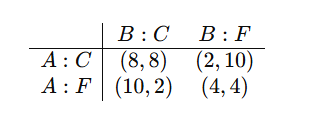 B : C B : F
A : C (8, 8) (2, 10)
A : F (10, 2) (4, 4)